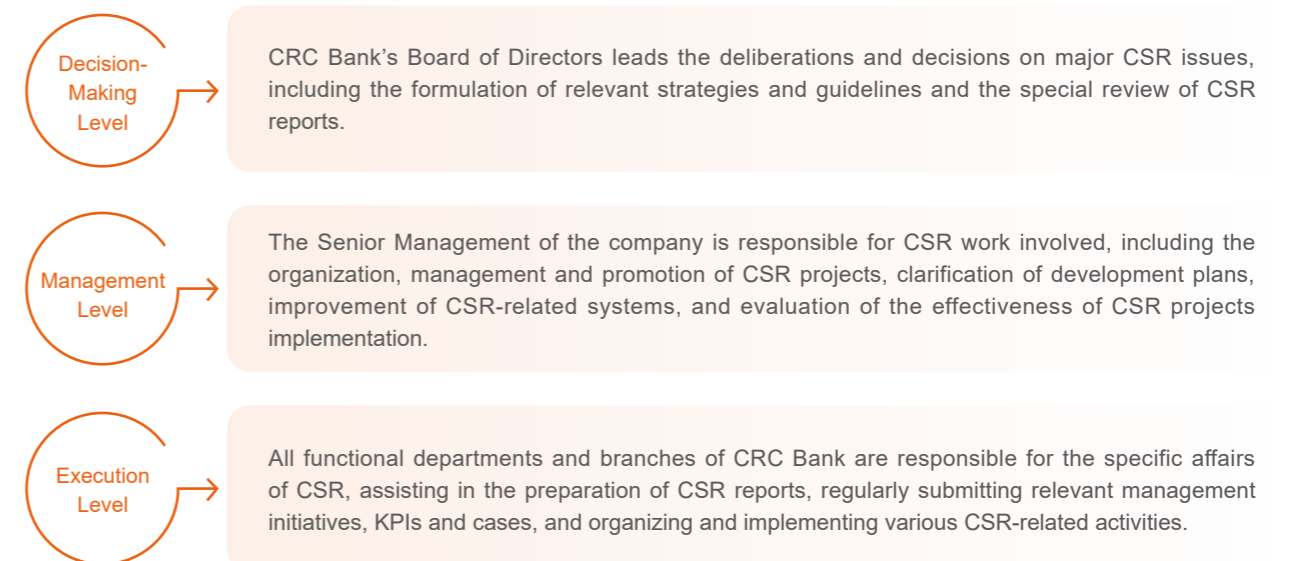 Decision-
Making
Level
CRC Bank's Board of Directors leads the deliberations and decisions on major CSR issues,
including the formulation of relevant strategies and guidelines and the special review of CSR
reports.
Management
Level
The Senior Management of the company is responsible for CSR work involved, including the
organization, management and promotion of CSR projects, clarification of development plans,
improvement of CSR-related systems, and evaluation of the effectiveness of CSR projects
implementation.
Execution
Level
All functional departments and branches of CRC Bank are responsible for the specific affairs
of CSR, assisting in the preparation of CSR reports, regularly submitting relevant management
initiatives, KPIs and cases, and organizing and implementing various CSR-related activities.